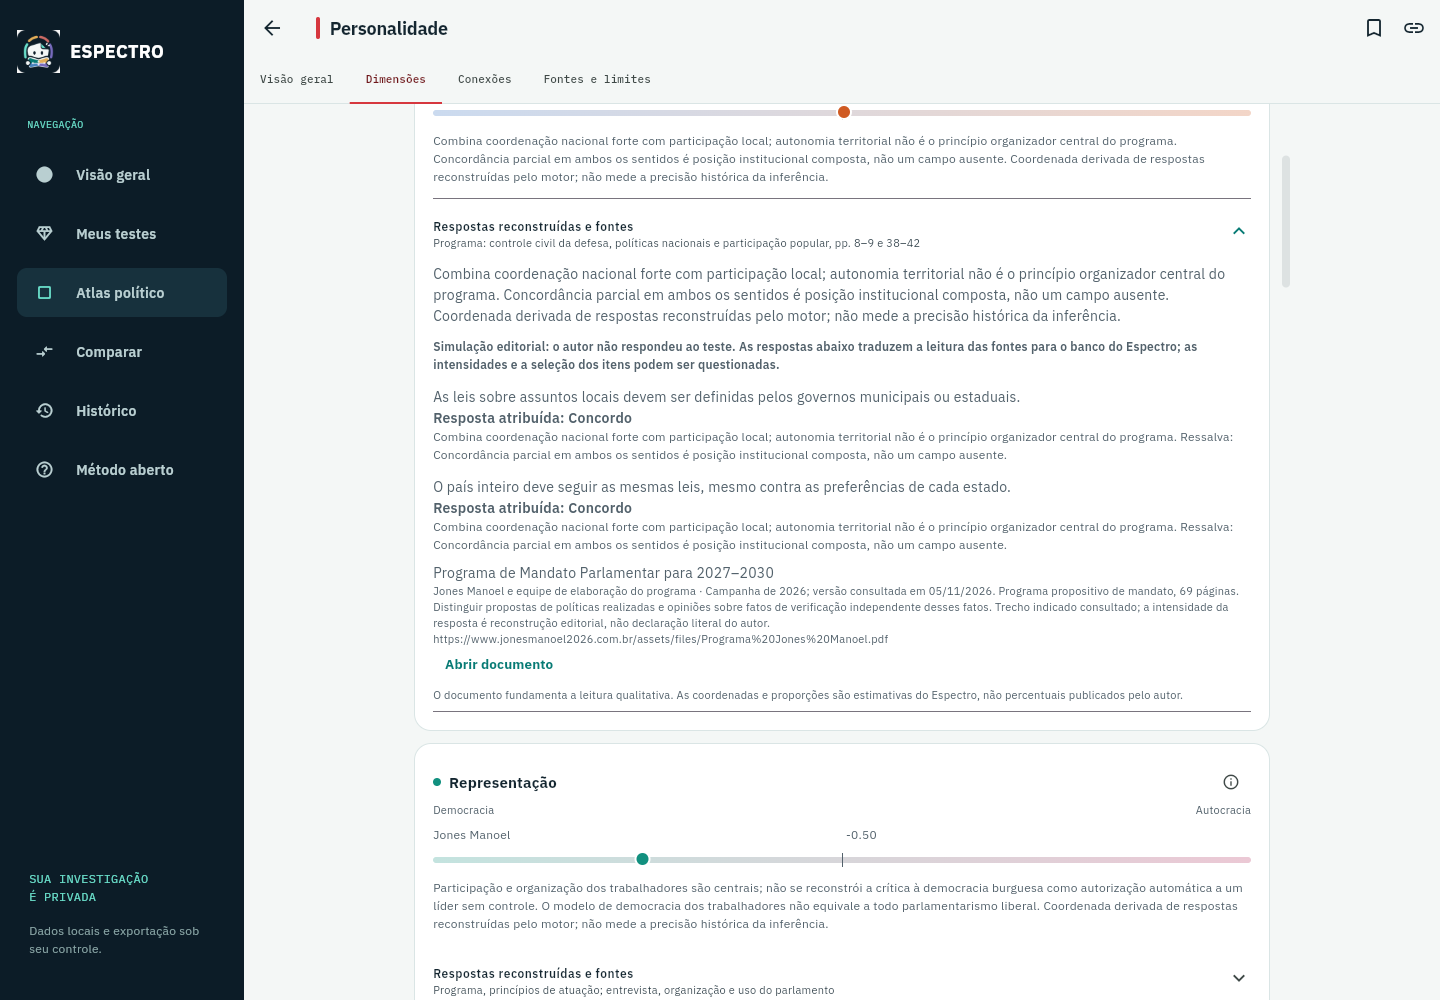 ESPECTRO
NAVEGAÇÃO
Visão geral
Meus testes
Atlas político
Comparar
Histórico
Método aberto
SUA INVESTIGAÇÃO
É PRIVADA
Dados locais e exportação sob
seu controle.
Personalidade
Visão geral
Dimensões
Conexões
Fontes e limites
Combina coordenação nacional forte com participação local; autonomia territorial não é o princípio organizador central do programa.
Concordância parcial em ambos os sentidos é posição institucional composta, não um campo ausente. Coordenada derivada de respostas
reconstruídas pelo motor; não mede a precisão histórica da inferência.
Respostas reconstruídas e fontes
Programa: controle civil da defesa, políticas nacionais e participação popular, pp. 8–9 e 38–42
Combina coordenação nacional forte com participação local; autonomia territorial não é o princípio organizador central do
programa. Concordância parcial em ambos os sentidos é posição institucional composta, não um campo ausente.
Coordenada derivada de respostas reconstruídas pelo motor; não mede a precisão histórica da inferência.
Simulação editorial: o autor não respondeu ao teste. As respostas abaixo traduzem a leitura das fontes para o banco do Espectro; as
intensidades e a seleção dos itens podem ser questionadas.
As leis sobre assuntos locais devem ser definidas pelos governos municipais ou estaduais.
Resposta atribuída: Concordo
Combina coordenação nacional forte com participação local; autonomia territorial não é o princípio organizador central do programa. Ressalva:
Concordância parcial em ambos os sentidos é posição institucional composta, não um campo ausente.
O país inteiro deve seguir as mesmas leis, mesmo contra as preferências de cada estado.
Resposta atribuída: Concordo
Combina coordenação nacional forte com participação local; autonomia territorial não é o princípio organizador central do programa. Ressalva:
Concordância parcial em ambos os sentidos é posição institucional composta, não um campo ausente.
Programa de Mandato Parlamentar para 2027–2030
Jones Manoel e equipe de elaboração do programa · Campanha de 2026; versão consultada em 05/11/2026. Programa propositivo de mandato, 69 páginas.
Distinguir propostas de políticas realizadas e opiniões sobre fatos de verificação independente desses fatos. Trecho indicado consultado; a intensidade da
resposta é reconstrução editorial, não declaração literal do autor.
https://www.jonesmanoel2026.com.br/assets/files/Programa%20Jones%20Manoel.pdf
Abrir documento
O documento fundamenta a leitura qualitativa. As coordenadas e proporções são estimativas do Espectro, não percentuais publicados pelo autor.
Representação
Democracia
Autocracia
Jones Manoel
-0.50
Participação e organização dos trabalhadores são centrais; não se reconstrói a crítica à democracia burguesa como autorização automática a um
líder sem controle. O modelo de democracia dos trabalhadores não equivale a todo parlamentarismo liberal. Coordenada derivada de respostas
reconstruídas pelo motor; não mede a precisão histórica da inferência.
Respostas reconstruídas e fontes
Programa, princípios de atuação; entrevista, organização e uso do parlamento